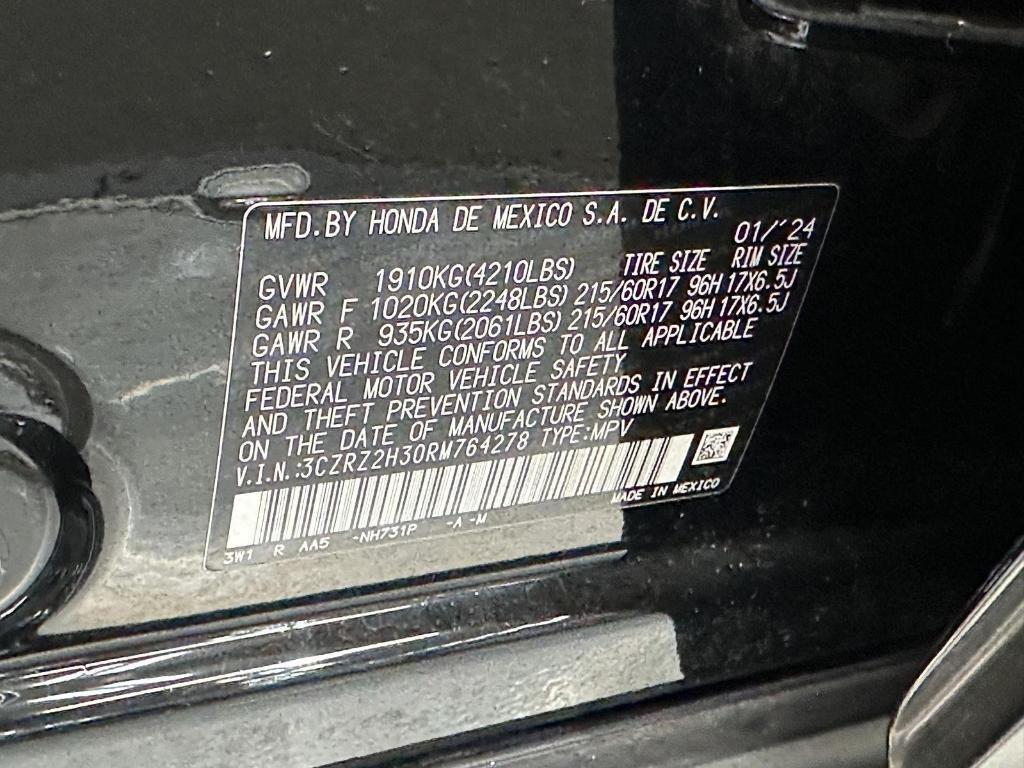 MFD.BY HONDA DE MEXICO S.A. DE C.V.
01/'24
GVWR 1910KG(4210LBS) TIRE SIZE RIM SIZE
GAWR F 1020KG(2248LBS) 215/60R17 96H 17X6.5J
GAWR R 935KG(2061LBS) 215/60R17 96H 17X6.5J
THIS VEHICLE CONFORMS TO ALL APPLICABLE
FEDERAL MOTOR VEHICLE SAFETY
AND THEFT PREVENTION STANDARDS IN EFFECT
ON THE DATE OF MANUFACTURE SHOWN ABOVE.
V.I.N.:3CZRZ2H30RM764278 TYPE:MPV
MADE IN MEXICO
3W1 R AA5 -NH731P -A -M